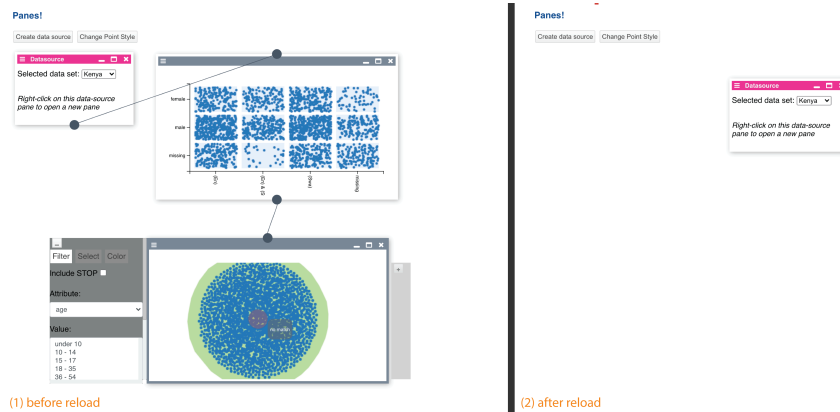 Panes!
Create data source Change Point Style
Datasource
Selected data set: Kenya
Right-click on this data-source
pane to open a new pane
female
male
missing
missing
Filter Select Color
Include STOP
Attribute:
age
Value:
under 10
10 - 14
15 - 17
18 - 35
36 - 54
(1) before reload
Panes!
Create data source Change Point Style
Datasource
Selected data set: Kenya
Right-click on this data-source
pane to open a new pane
(2) after reload